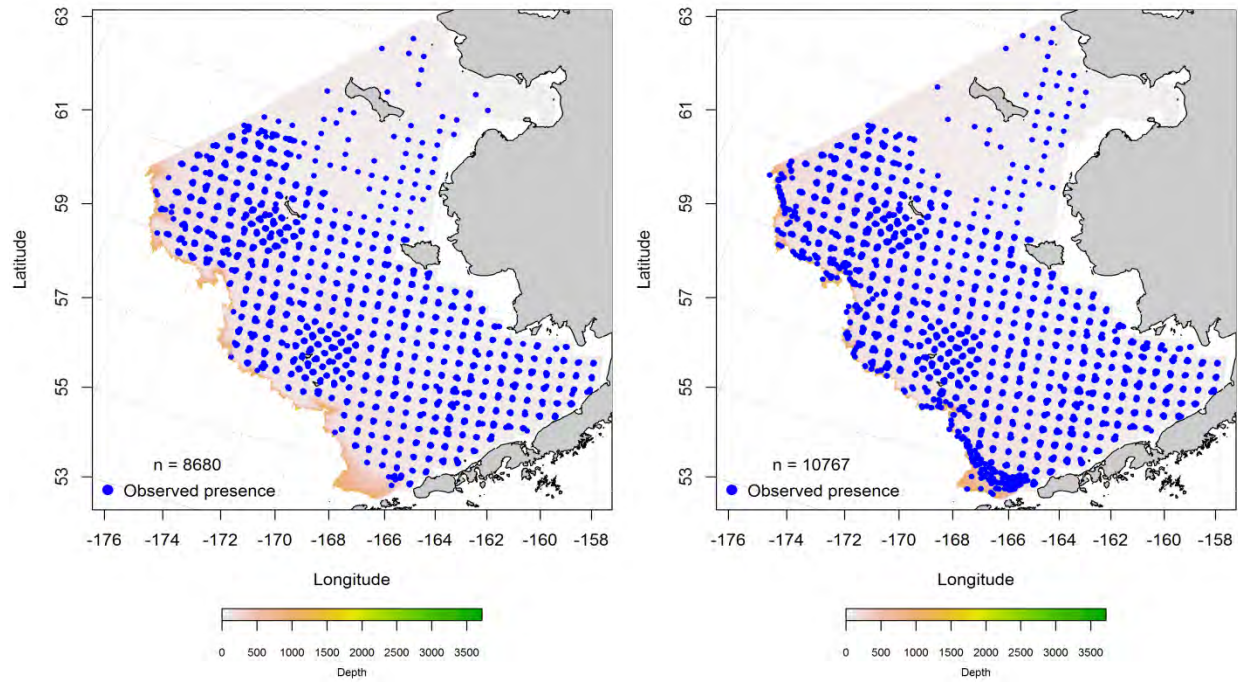 63
61
59
57
55
53
Latitude
n = 8680
Observed presence
-176 -174 -172 -170 -168 -166 -164 -162 -160 -158
Longitude
0 500 1000 1500 2000 2500 3000 3500
Depth
63
61
59
57
55
53
Latitude
n = 10767
Observed presence
-176 -174 -172 -170 -168 -166 -164 -162 -160 -158
Longitude
0 500 1000 1500 2000 2500 3000 3500
Depth